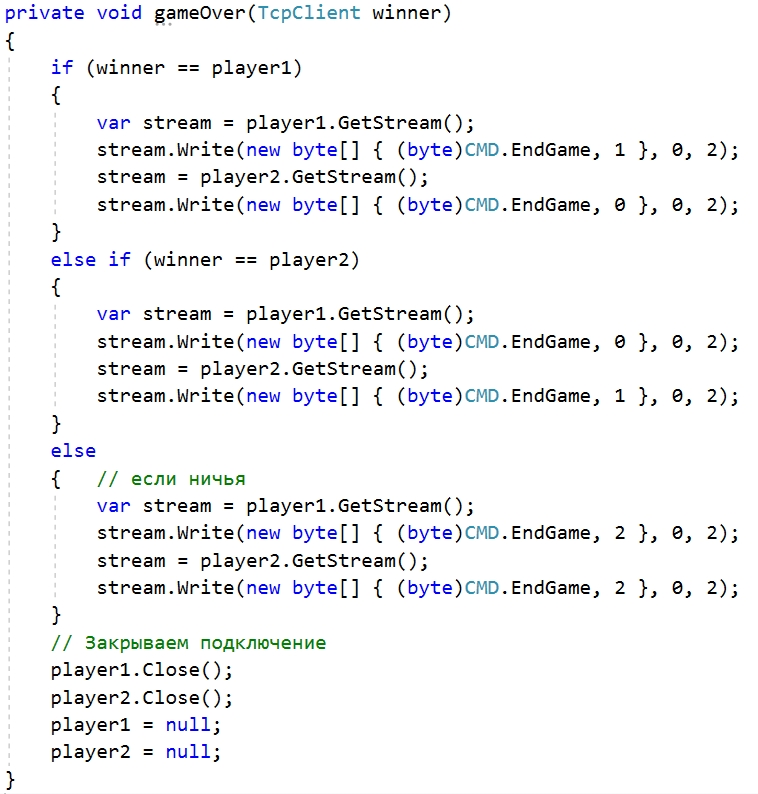 private void gameOver(TcpClient winner)
{
if (winner == player1)
{
var stream = player1.GetStream();
stream.Write(new byte[] { (byte)CMD.EndGame, 1 }, 0, 2);
stream = player2.GetStream();
stream.Write(new byte[] { (byte)CMD.EndGame, 0 }, 0, 2);
}
else if (winner == player2)
{
var stream = player1.GetStream();
stream.Write(new byte[] { (byte)CMD.EndGame, 0 }, 0, 2);
stream = player2.GetStream();
stream.Write(new byte[] { (byte)CMD.EndGame, 1 }, 0, 2);
}
else
{ // если ничья
var stream = player1.GetStream();
stream.Write(new byte[] { (byte)CMD.EndGame, 2 }, 0, 2);
stream = player2.GetStream();
stream.Write(new byte[] { (byte)CMD.EndGame, 2 }, 0, 2);
}
// Закрываем подключение
player1.Close();
player2.Close();
player1 = null;
player2 = null;
}